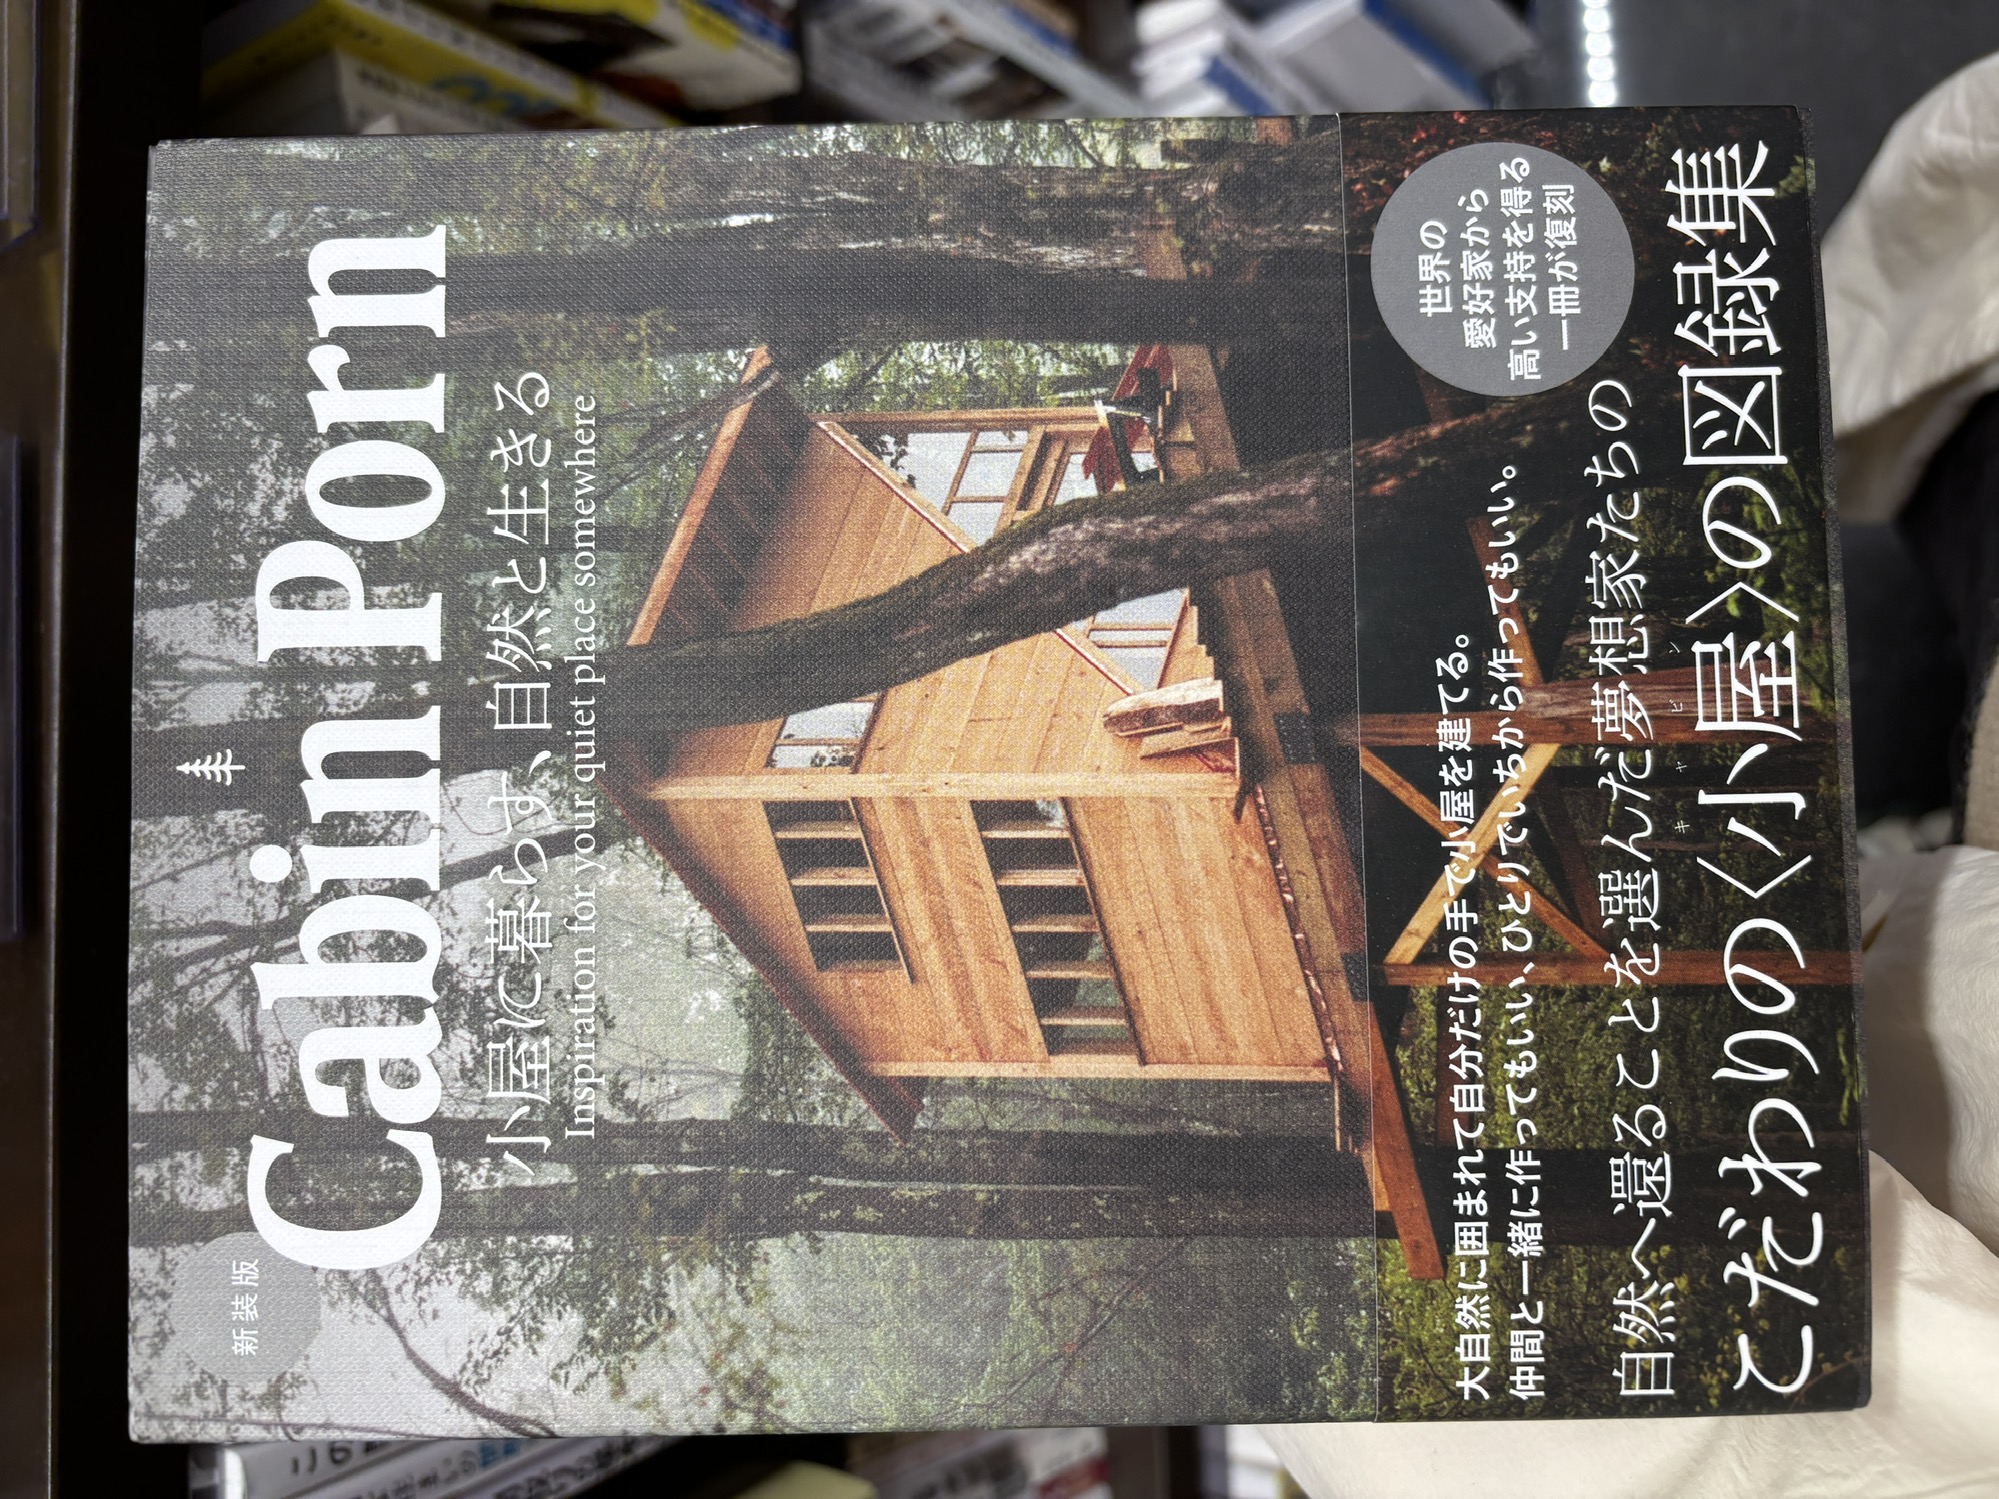 新装版
Cabin Porn
小屋に暮らす、自然と生きる
Inspiration for your quiet place somewhere
世界の
愛好家から
高い支持を得る
一冊が復刻
大自然に囲まれて自分だけの手で小屋を建てる。
仲間と一緒に作ってもいい、ひとりでいちから作ってもいい。
自然へ還ることを選んだ夢想家たちの
キャビン
こだわりの〈小屋〉の図録集